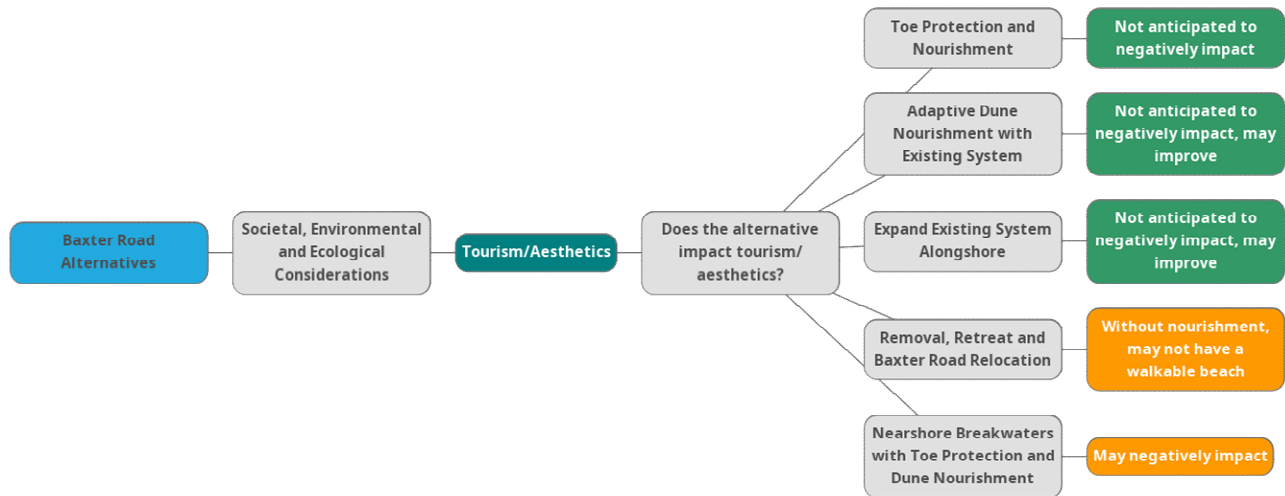 Baxter Road
Alternatives
Societal, Environmental
and Ecological
Considerations
Tourism/Aesthetics
Does the alternative
impact tourism/
aesthetics?
Toe Protection and
Nourishment
Not anticipated to
negatively impact
Adaptive Dune
Nourishment with
Existing System
Not anticipated to
negatively impact, may
improve
Expand Existing System
Alongshore
Not anticipated to
negatively impact, may
improve
Removal, Retreat and
Baxter Road Relocation
Without nourishment,
may not have a
walkable beach
Nearshore Breakwaters
with Toe Protection and
Dune Nourishment
May negatively impact